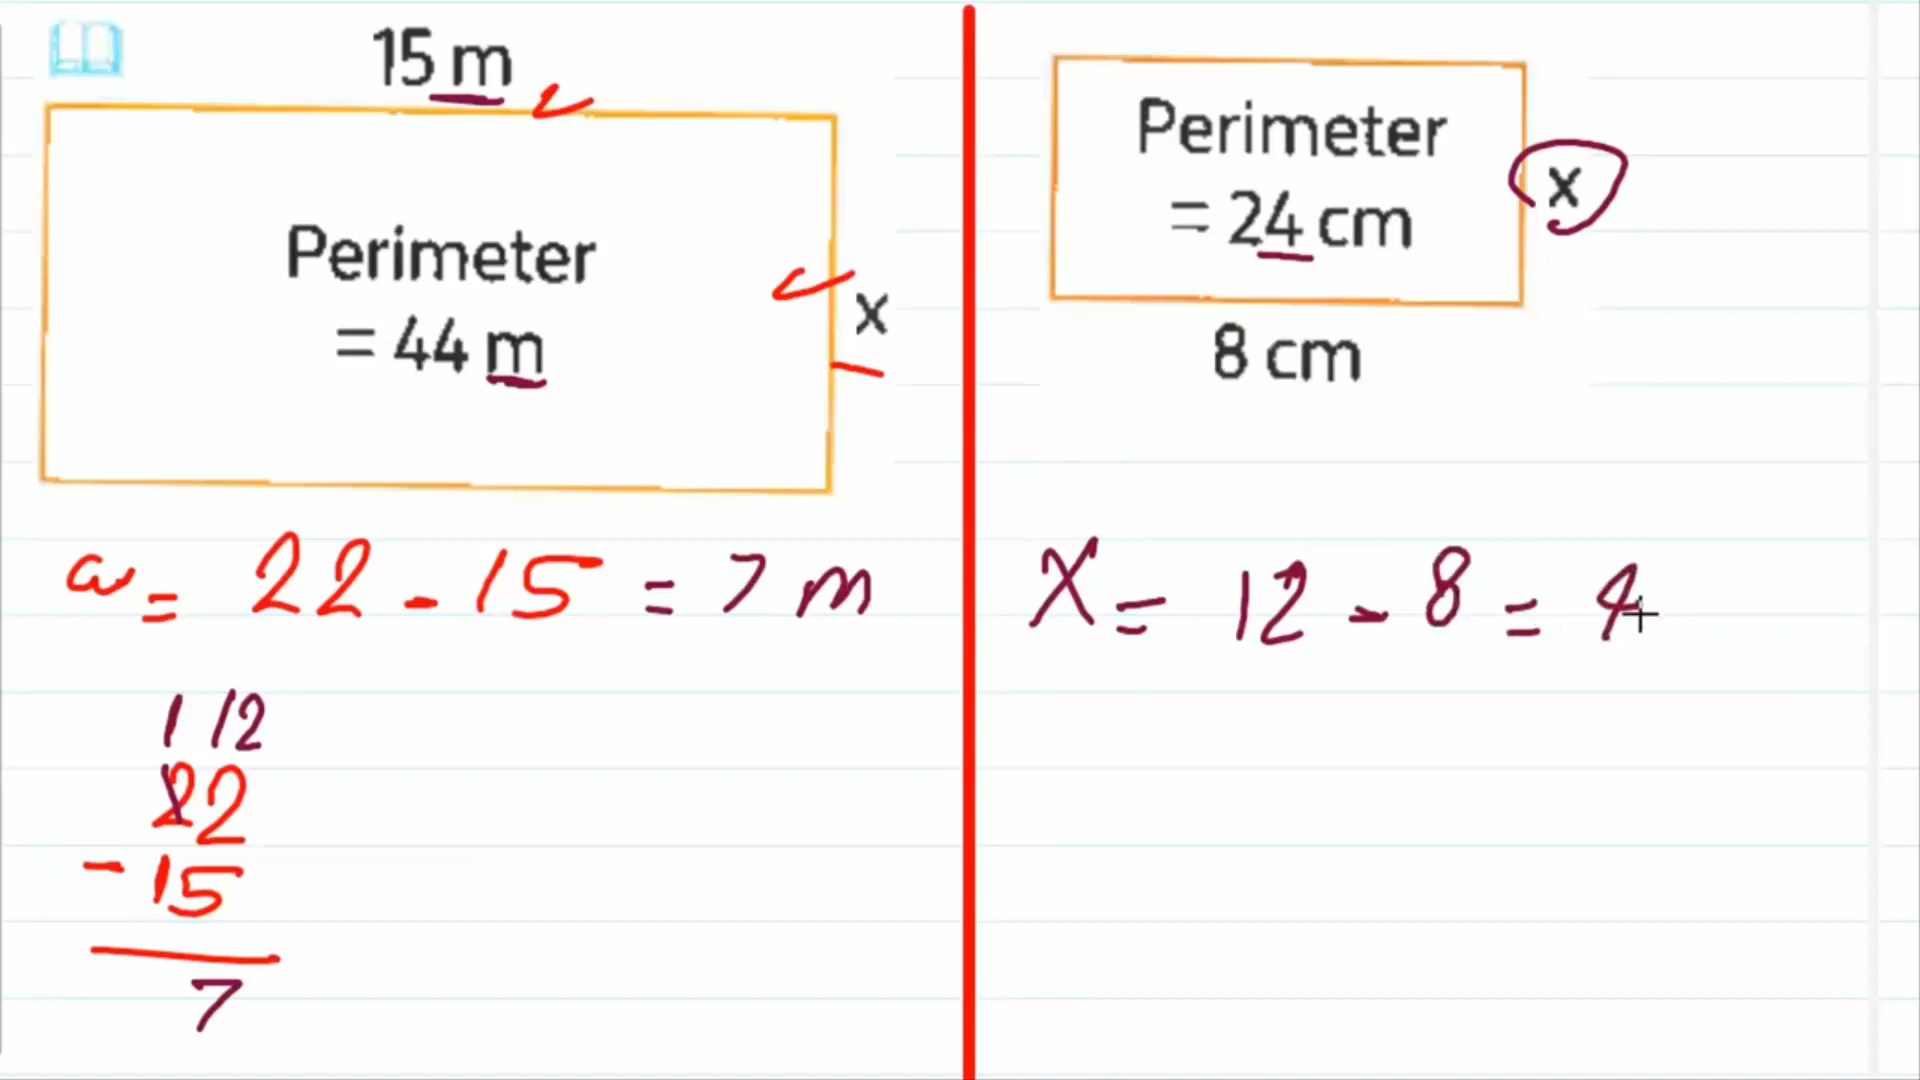 15 m
Perimeter
= 44 m
x
= 22 - 15 = 7 m
1 12
22
- 15
7
Perimeter
= 24 cm
x
8 cm
X = 12 - 8 = 4